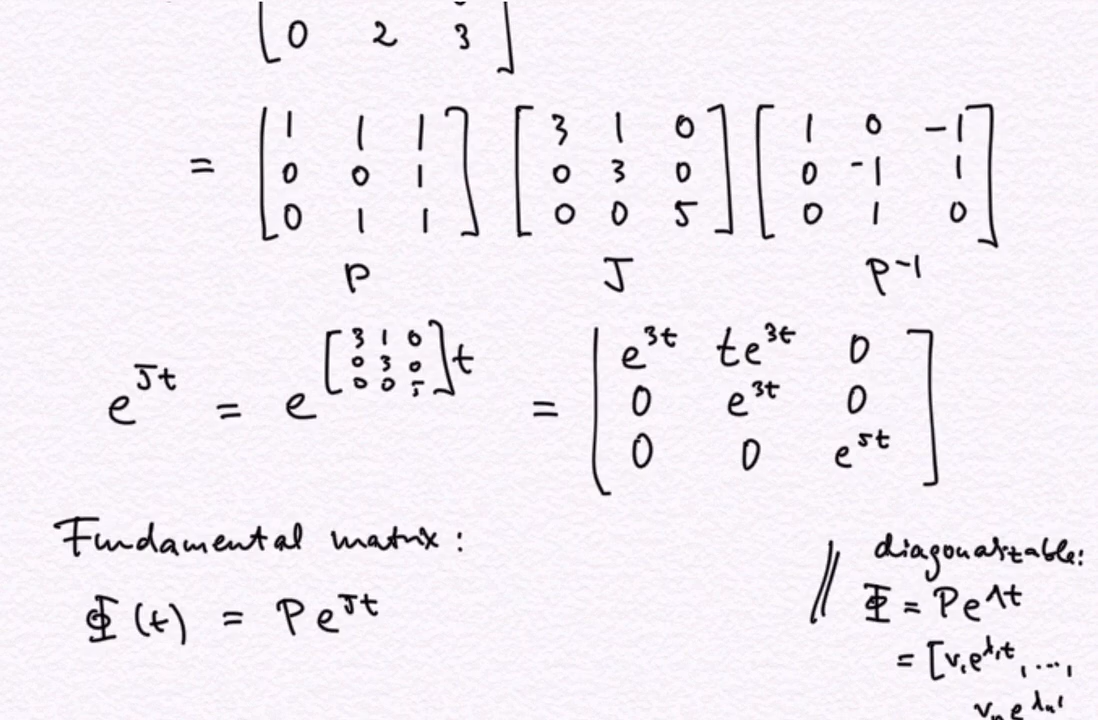 [0 2 3]
= [1 1 1; 0 0 1; 0 1 1] [3 1 0; 0 3 0; 0 0 5] [1 0 -1; 0 -1 1; 0 1 0]
P J P⁻¹
e^{Jt} = e^{[3 1 0; 0 3 0; 0 0 5]t} = [e^{3t} te^{3t} 0; 0 e^{3t} 0; 0 0 e^{5t}]
Fundamental matrix:
Φ(t) = Pe^{Jt}
// diagonalizable:
Φ = Pe^{Λt}
= [v₁e^{λ₁t}, ...,